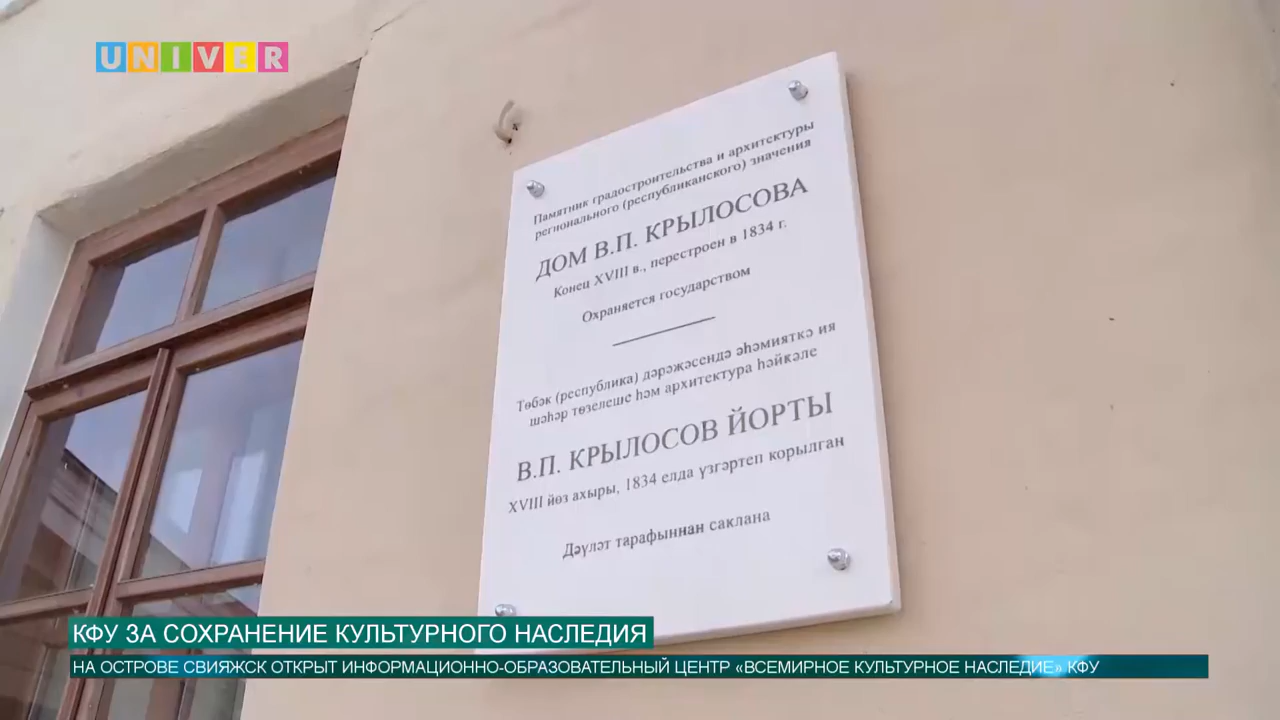 UNIVER
Памятник градостроительства и архитектуры
регионального (республиканского) значения
ДОМ В.П. КРЫЛОСОВА
Конец XVIII в., перестроен в 1834 г.
Охраняется государством
Төбәк (республика) дәрәҗәсендә әһәмияткә ия
шәһәр төзелеше һәм архитектура һәйкәле
В.П. КРЫЛОСОВ ЙОРТЫ
XVIII йөз ахыры, 1834 елда үзгәртеп корылган
Дәүләт тарафыннан саклана
КФУ ЗА СОХРАНЕНИЕ КУЛЬТУРНОГО НАСЛЕДИЯ
НА ОСТРОВЕ СВИЯЖСК ОТКРЫТ ИНФОРМАЦИОННО-ОБРАЗОВАТЕЛЬНЫЙ ЦЕНТР «ВСЕМИРНОЕ КУЛЬТУРНОЕ НАСЛЕДИЕ» КФУ